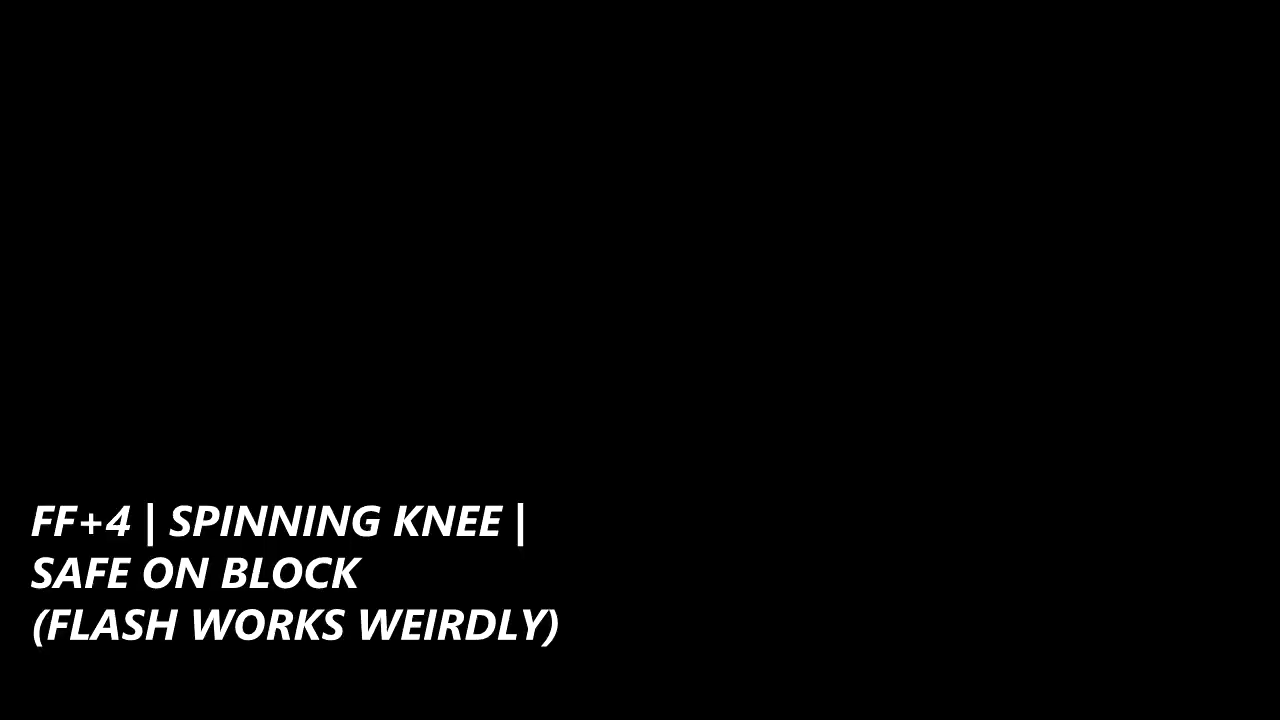 FF+4 | SPINNING KNEE |
SAFE ON BLOCK
(FLASH WORKS WEIRDLY)